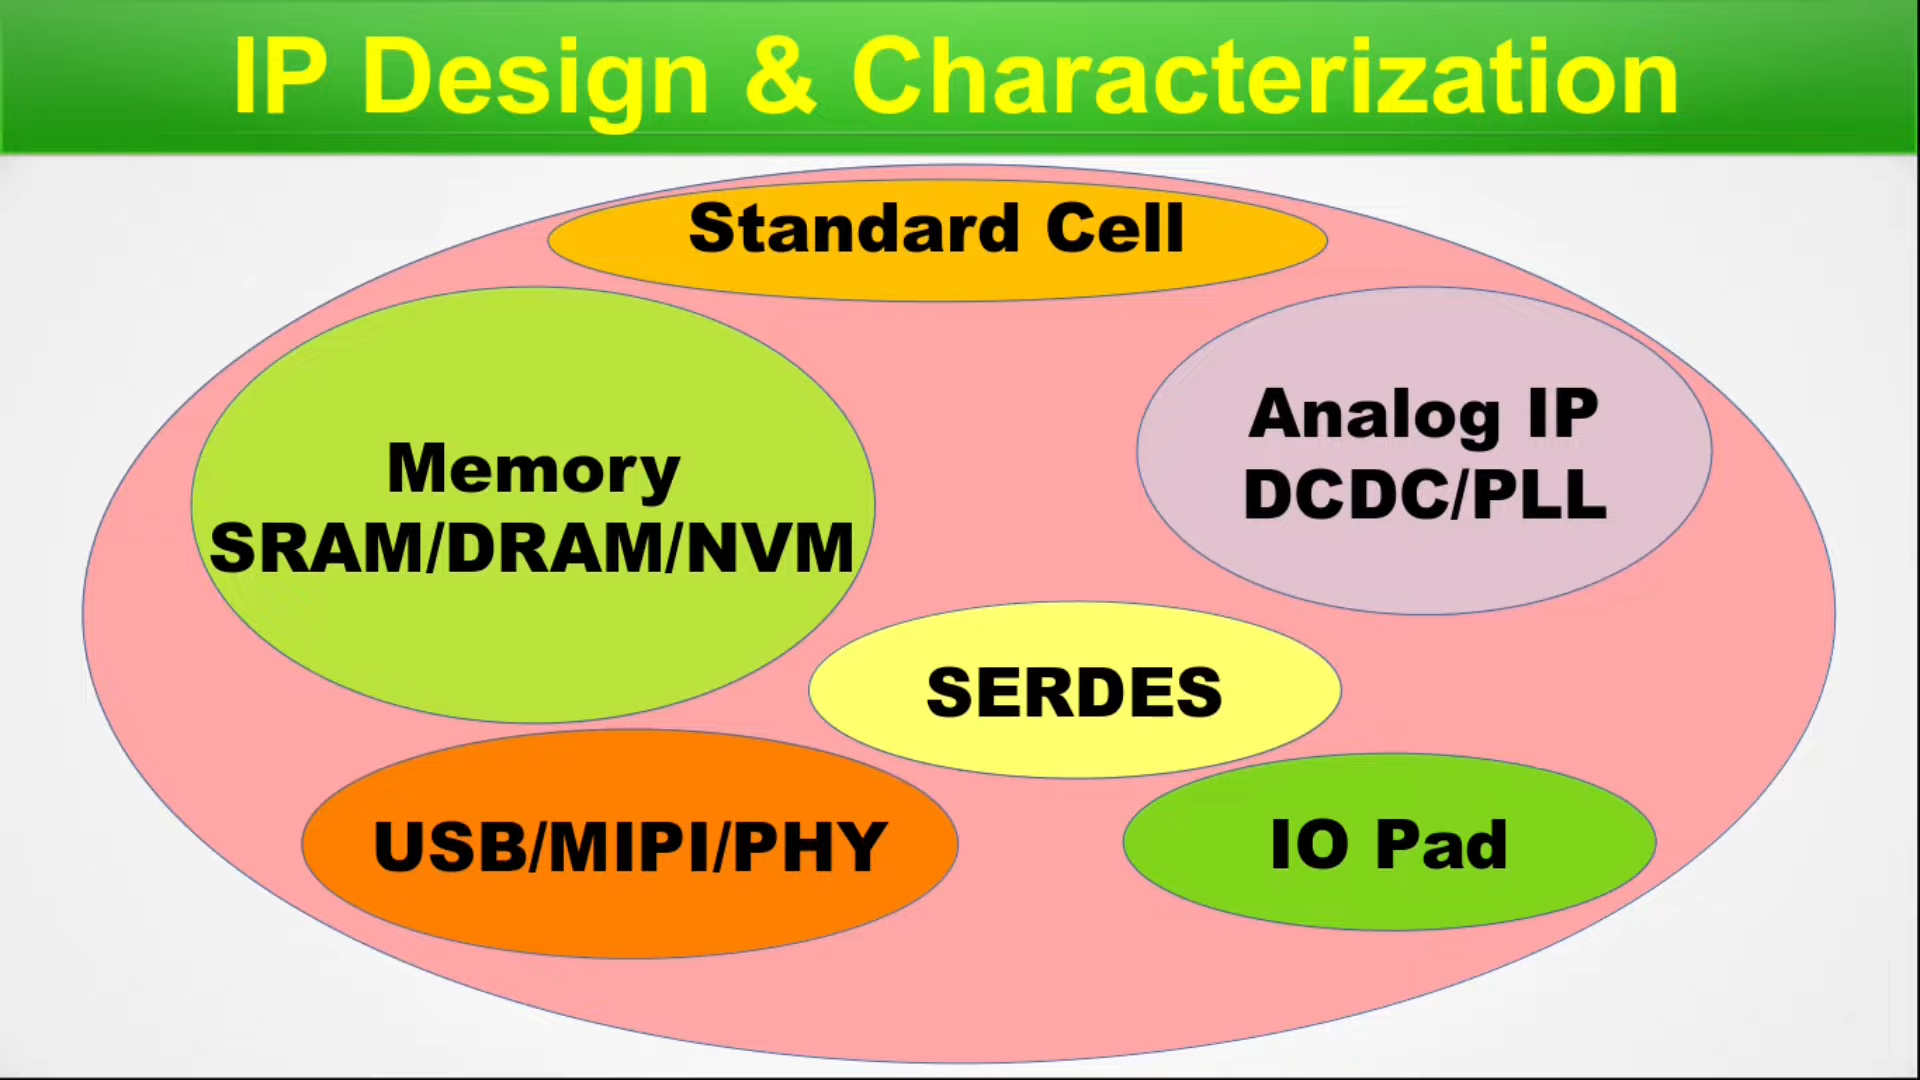 IP Design & Characterization
Standard Cell
Memory
SRAM/DRAM/NVM
Analog IP
DCDC/PLL
SERDES
USB/MIPI/PHY
IO Pad